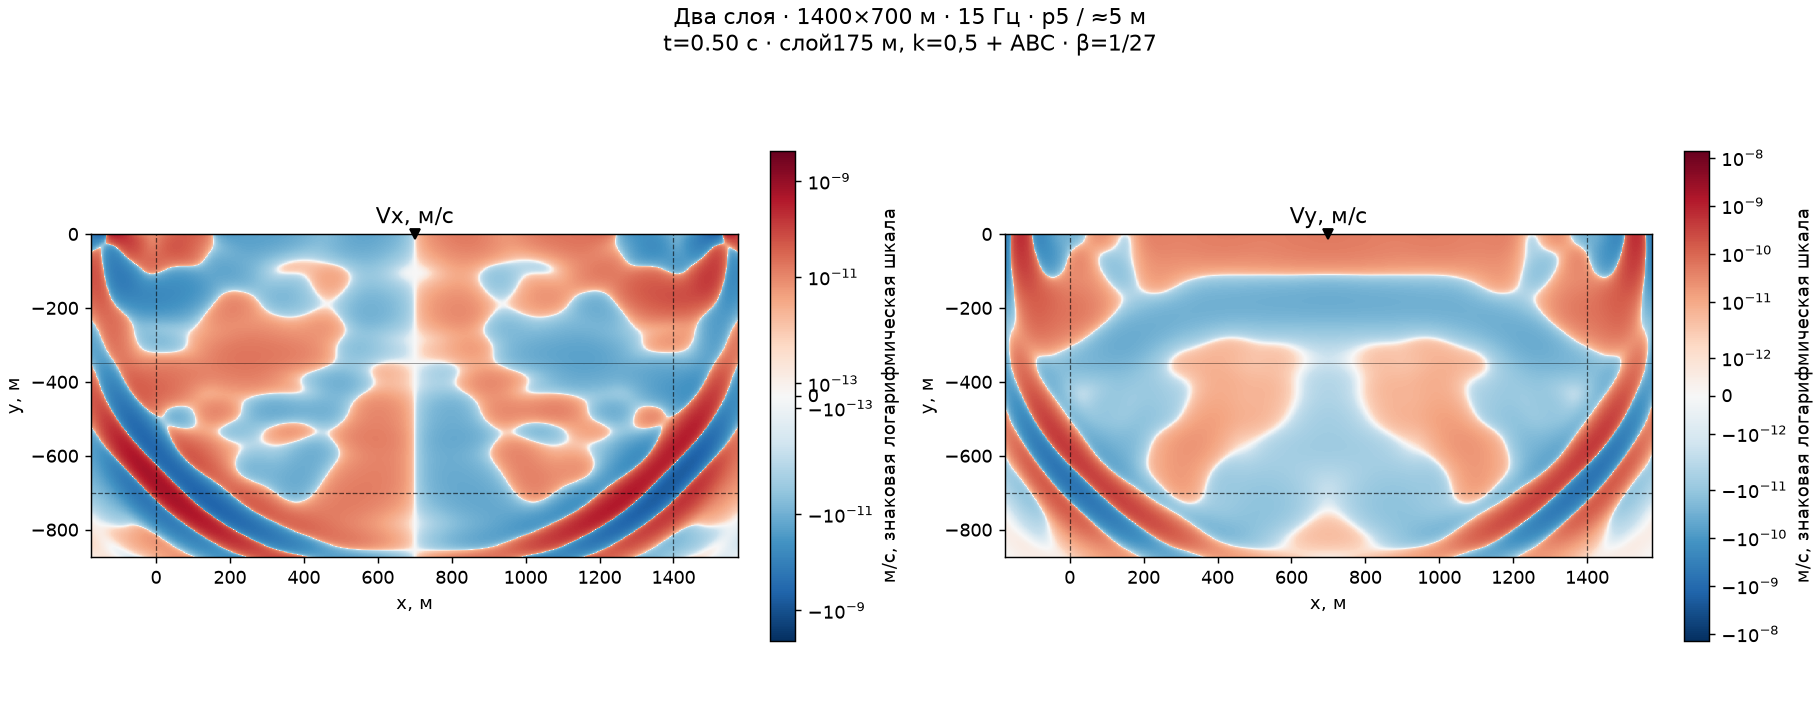 Два слоя · 1400×700 м · 15 Гц · p5 / ≈5 м
t=0.50 с · слой175 м, k=0,5 + ABC · β=1/27
Vx, м/с
0
−200
−400
−600
−800
y, м
0 200 400 600 800 1000 1200 1400
x, м
10⁻⁹
10⁻¹¹
10⁻¹³
0
−10⁻¹³
−10⁻¹¹
−10⁻⁹
м/с, знаковая логарифмическая шкала
Vy, м/с
0
−200
−400
−600
−800
y, м
0 200 400 600 800 1000 1200 1400
x, м
10⁻⁸
10⁻⁹
10⁻¹⁰
10⁻¹¹
10⁻¹²
0
−10⁻¹²
−10⁻¹¹
−10⁻¹⁰
−10⁻⁹
−10⁻⁸
м/с, знаковая логарифмическая шкала